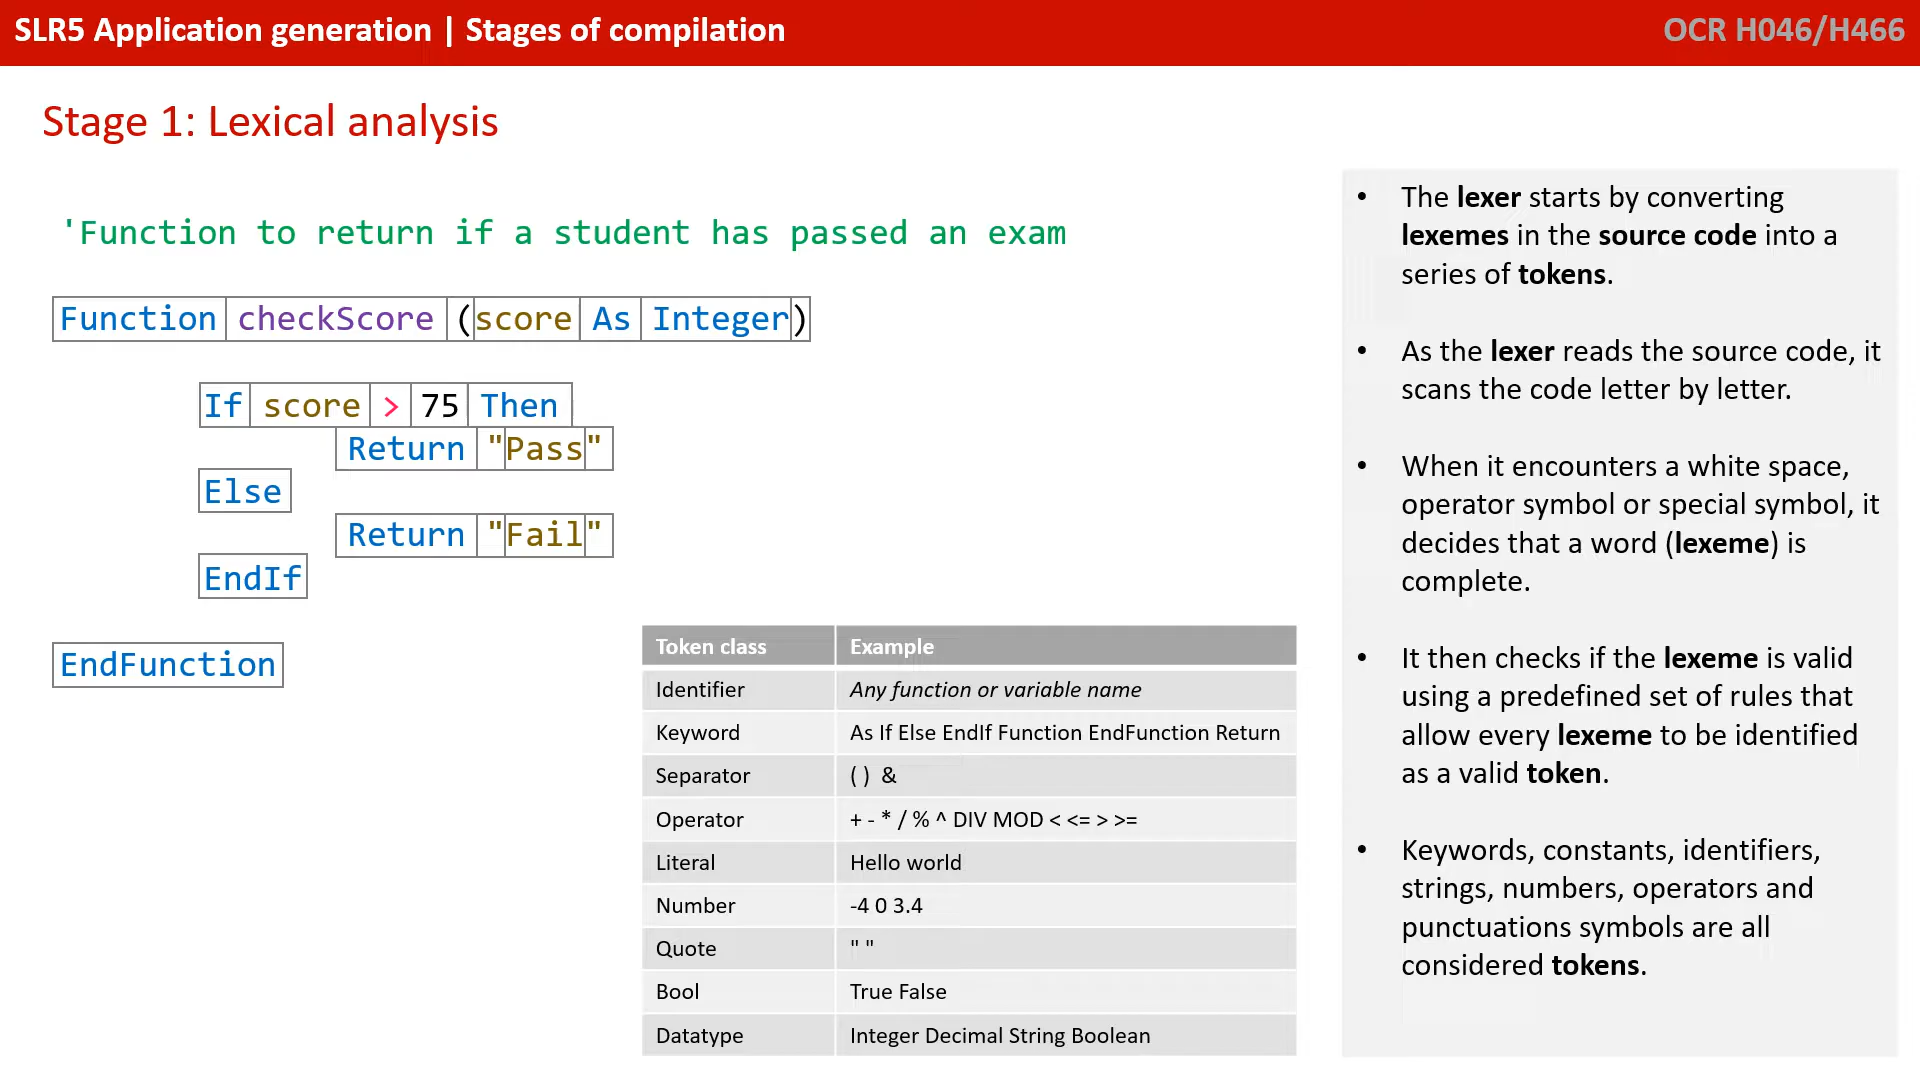 SLR5 Application generation | Stages of compilation
OCR H046/H466
Stage 1: Lexical analysis
'Function to return if a student has passed an exam
Function checkScore (score As Integer)
If score > 75 Then
Return "Pass"
Else
Return "Fail"
EndIf
EndFunction
Token class Example
Identifier Any function or variable name
Keyword As If Else EndIf Function EndFunction Return
Separator ( ) &
Operator + - * / % ^ DIV MOD < <= > >=
Literal Hello world
Number -4 0 3.4
Quote " "
Bool True False
Datatype Integer Decimal String Boolean
• The lexer starts by converting
lexemes in the source code into a
series of tokens.
• As the lexer reads the source code, it
scans the code letter by letter.
• When it encounters a white space,
operator symbol or special symbol, it
decides that a word (lexeme) is
complete.
• It then checks if the lexeme is valid
using a predefined set of rules that
allow every lexeme to be identified
as a valid token.
• Keywords, constants, identifiers,
strings, numbers, operators and
punctuations symbols are all
considered tokens.